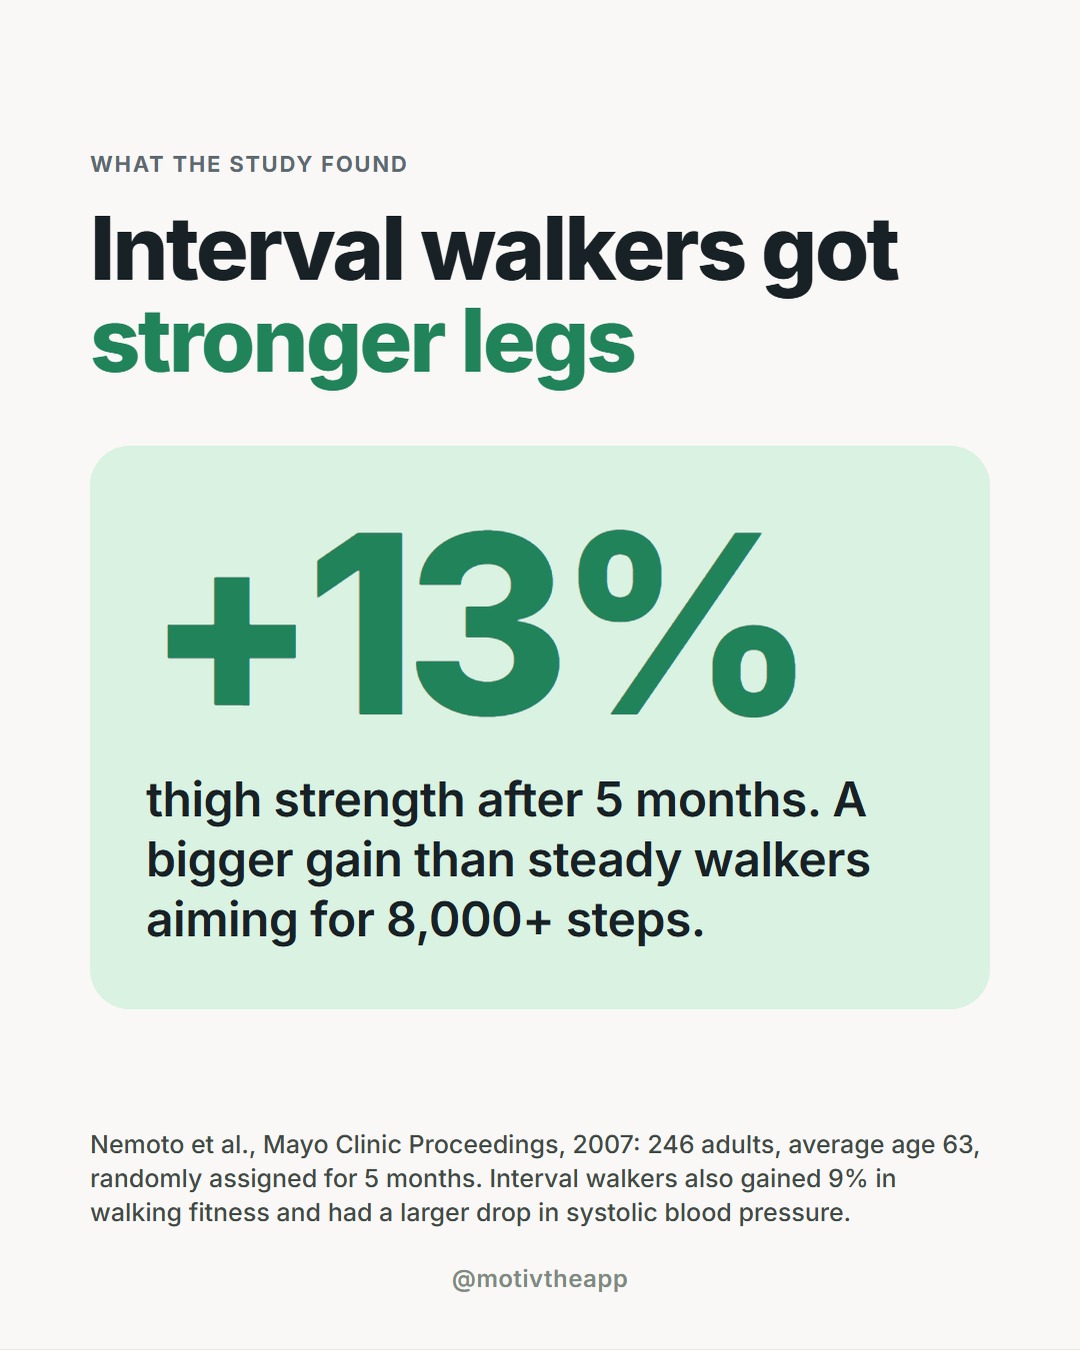 WHAT THE STUDY FOUND
Interval walkers got
stronger legs
+13%
thigh strength after 5 months. A
bigger gain than steady walkers
aiming for 8,000+ steps.
Nemoto et al., Mayo Clinic Proceedings, 2007: 246 adults, average age 63,
randomly assigned for 5 months. Interval walkers also gained 9% in
walking fitness and had a larger drop in systolic blood pressure.
@motivtheapp